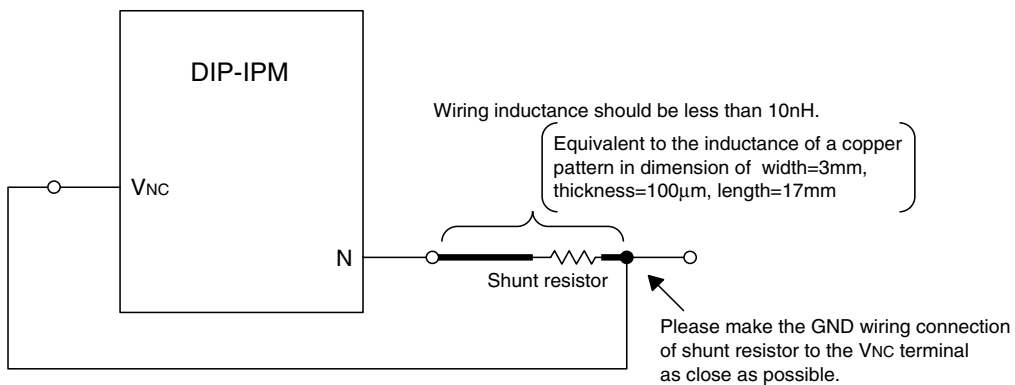 DIP-IPM
Wiring inductance should be less than 10nH.
Equivalent to the inductance of a copper
pattern in dimension of width=3mm,
thickness=100μm, length=17mm
VNC
N
Shunt resistor
Please make the GND wiring connection
of shunt resistor to the VNC terminal
as close as possible.